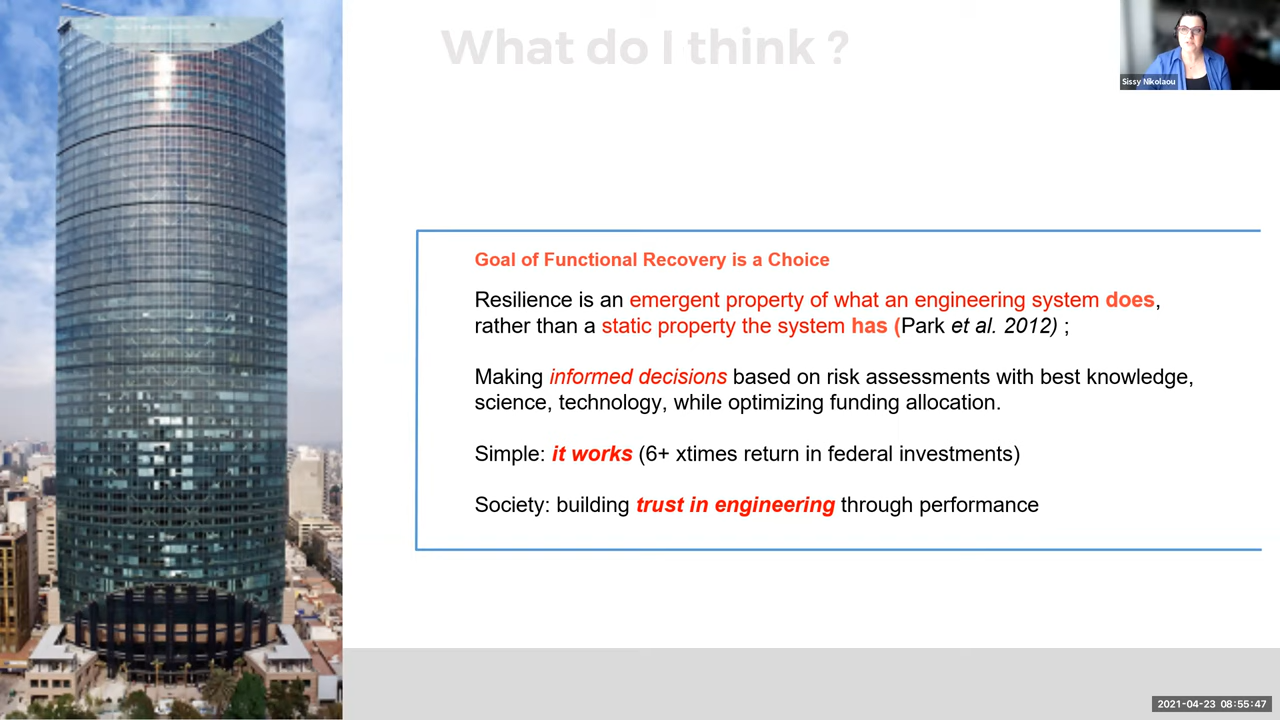 What do I think ?
Sissy Nikolaou
Goal of Functional Recovery is a Choice
Resilience is an emergent property of what an engineering system does,
rather than a static property the system has (Park et al. 2012) ;
Making informed decisions based on risk assessments with best knowledge,
science, technology, while optimizing funding allocation.
Simple: it works (6+ xtimes return in federal investments)
Society: building trust in engineering through performance
2021-04-23 08:55:47